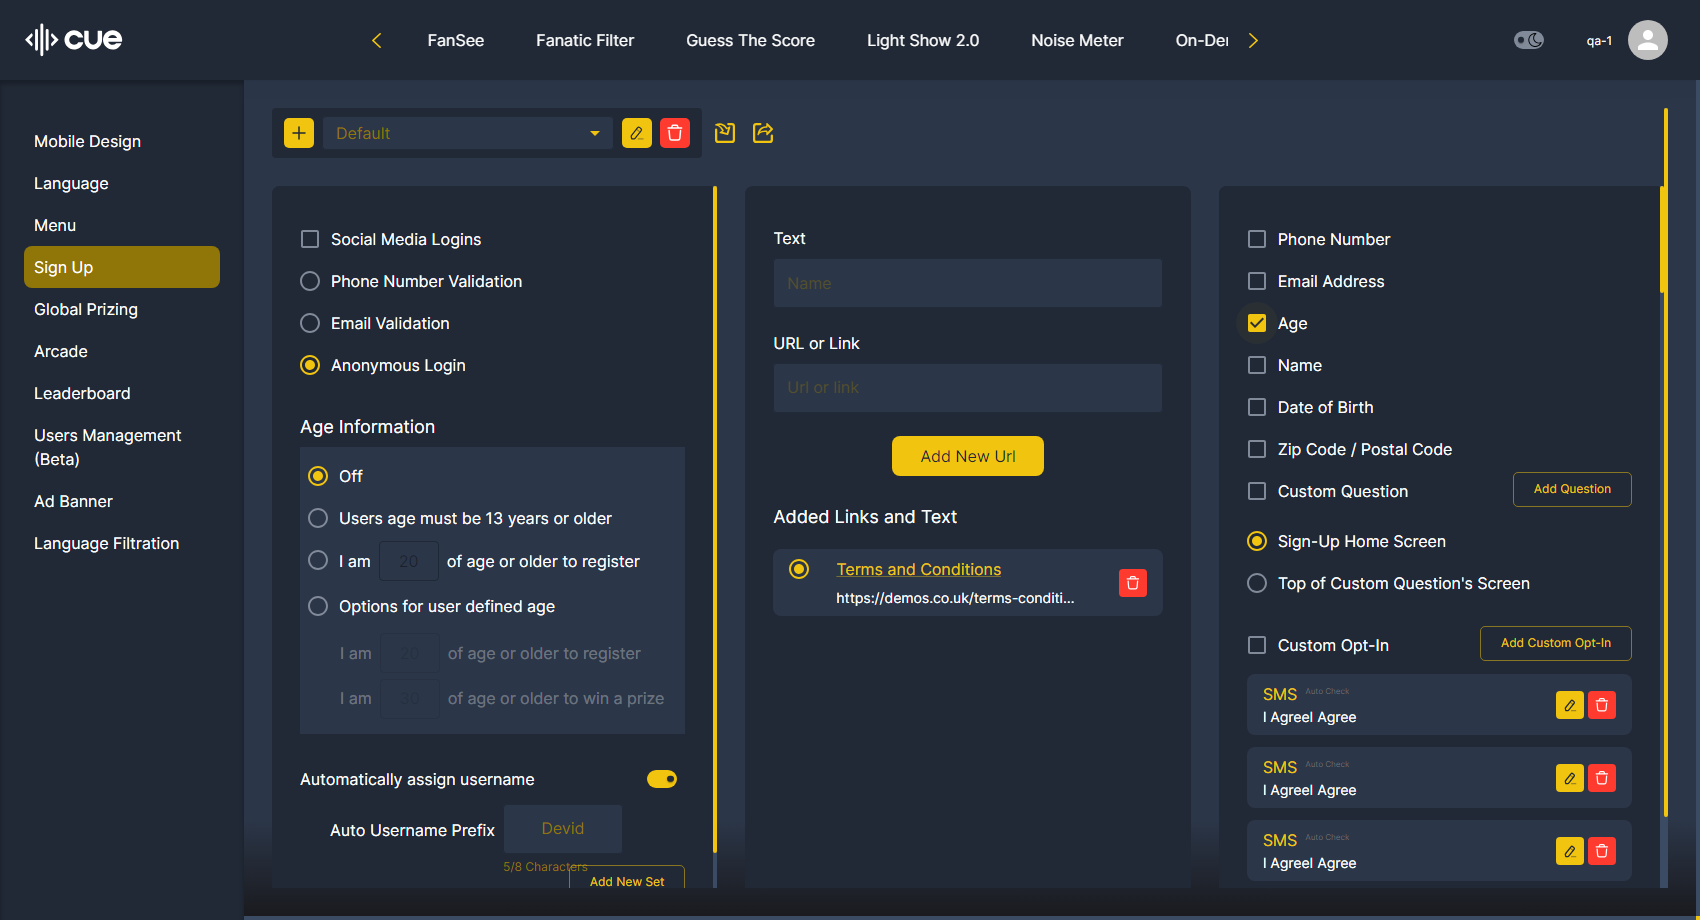 cue
FanSee
Fanatic Filter
Guess The Score
Light Show 2.0
Noise Meter
On-De
qa-1
Mobile Design
Language
Menu
Sign Up
Global Prizing
Arcade
Leaderboard
Users Management
(Beta)
Ad Banner
Language Filtration
Default
Social Media Logins
Phone Number Validation
Email Validation
Anonymous Login
Age Information
Off
Users age must be 13 years or older
I am 20 of age or older to register
Options for user defined age
I am 20 of age or older to register
I am 30 of age or older to win a prize
Automatically assign username
Auto Username Prefix Devid
5/8 Characters
Add New Set
Text
Name
URL or Link
Url or link
Add New Url
Added Links and Text
Terms and Conditions
https://demos.co.uk/terms-conditi...
Phone Number
Email Address
Age
Name
Date of Birth
Zip Code / Postal Code
Custom Question Add Question
Sign-Up Home Screen
Top of Custom Question's Screen
Custom Opt-In Add Custom Opt-In
SMS Auto Check
I AgreeI Agree
SMS Auto Check
I AgreeI Agree
SMS Auto Check
I AgreeI Agree